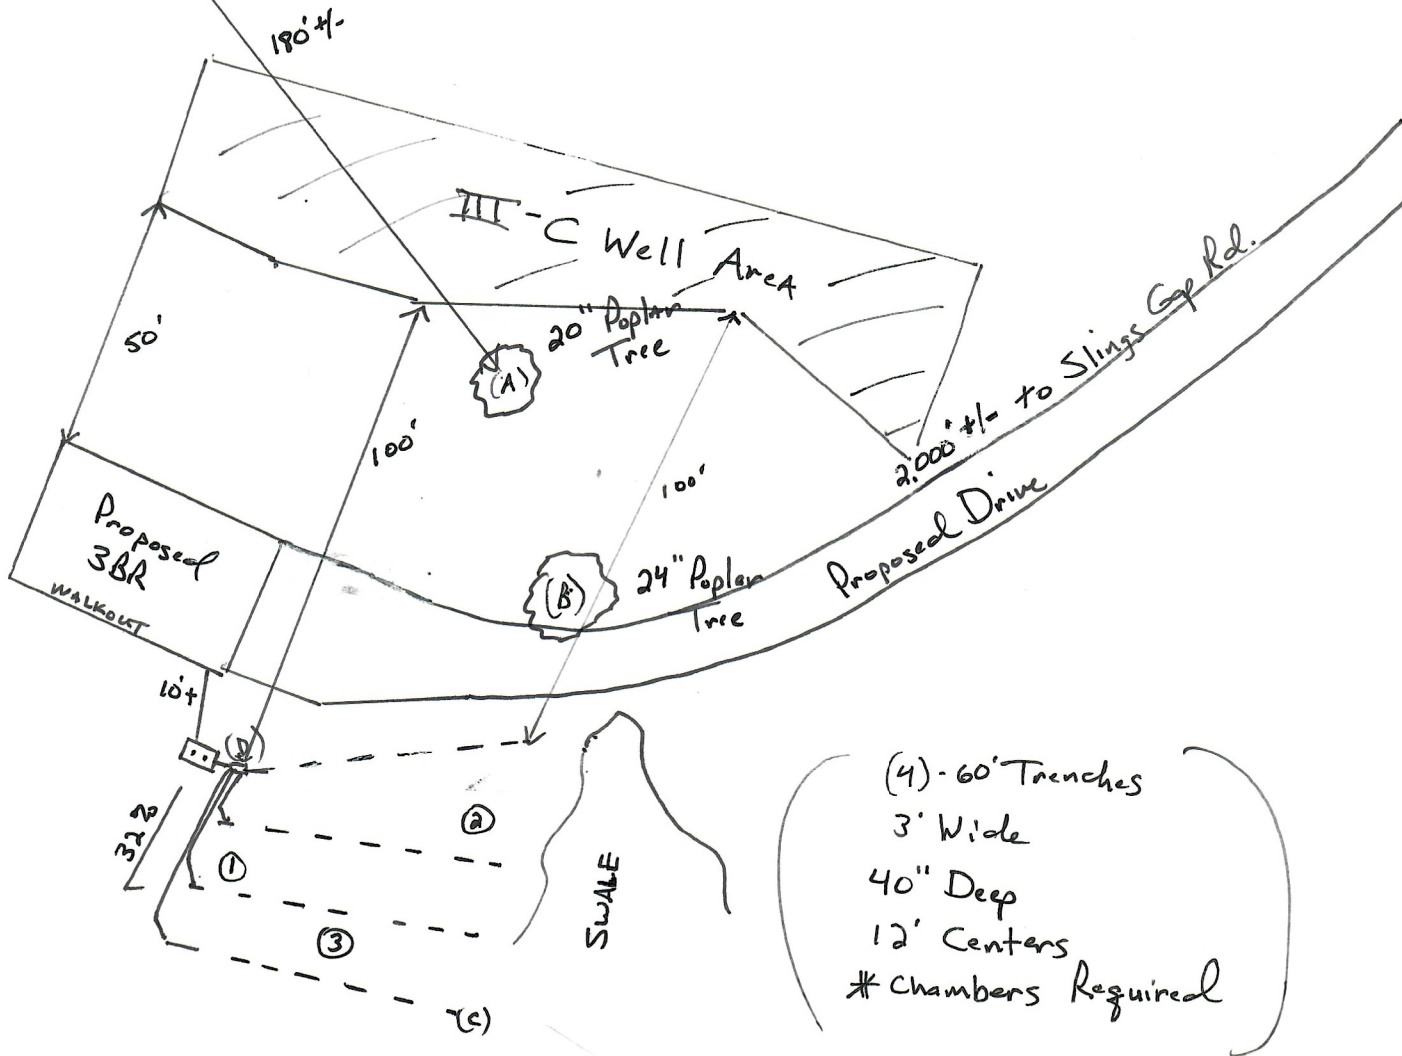 180' +/-
III - C Well Area
50'
20" Poplar
Tree
(A)
100'
100'
2,000' +/- to Slings Gap Rd.
Proposed Drive
Proposed
3BR
WALKOUT
(B)
24" Poplar
Tree
10'+
(D)
32%
②
①
③
(C)
SWALE
(4) - 60' Trenches
3' Wide
40" Deep
12' Centers
* Chambers Required